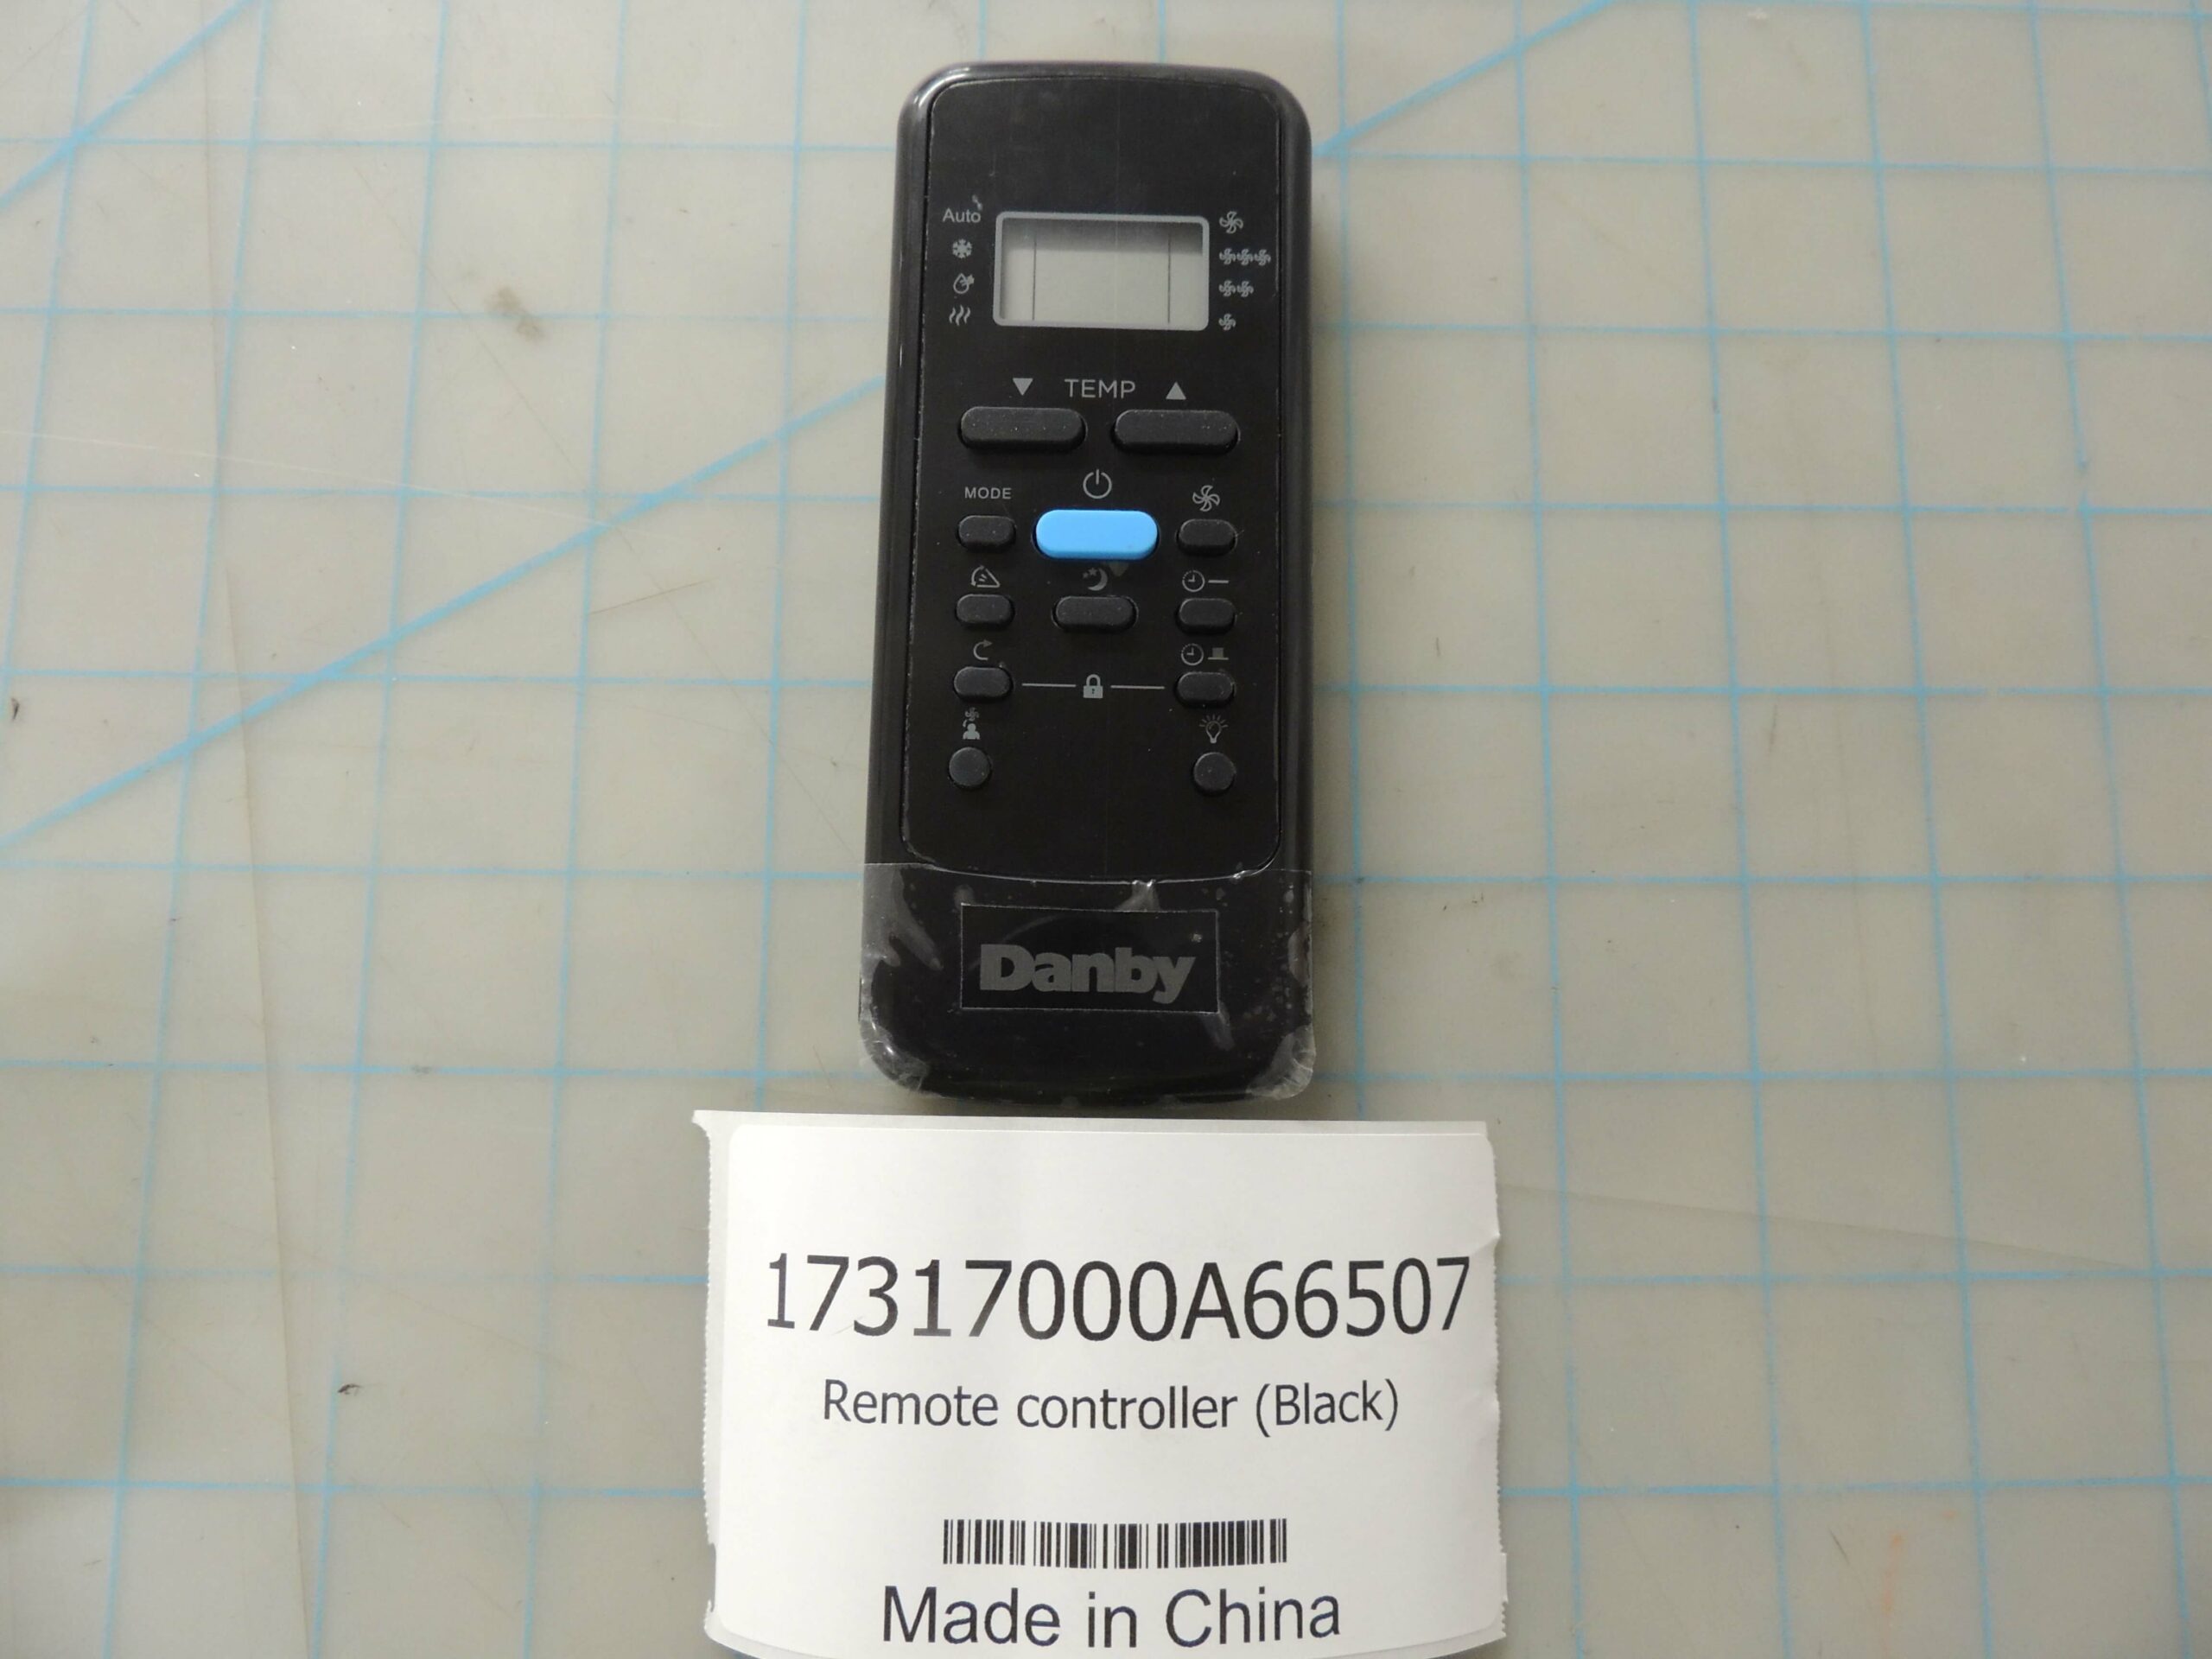 Auto
TEMP
MODE
Danby
17317000A66507
Remote controller (Black)
Made in China